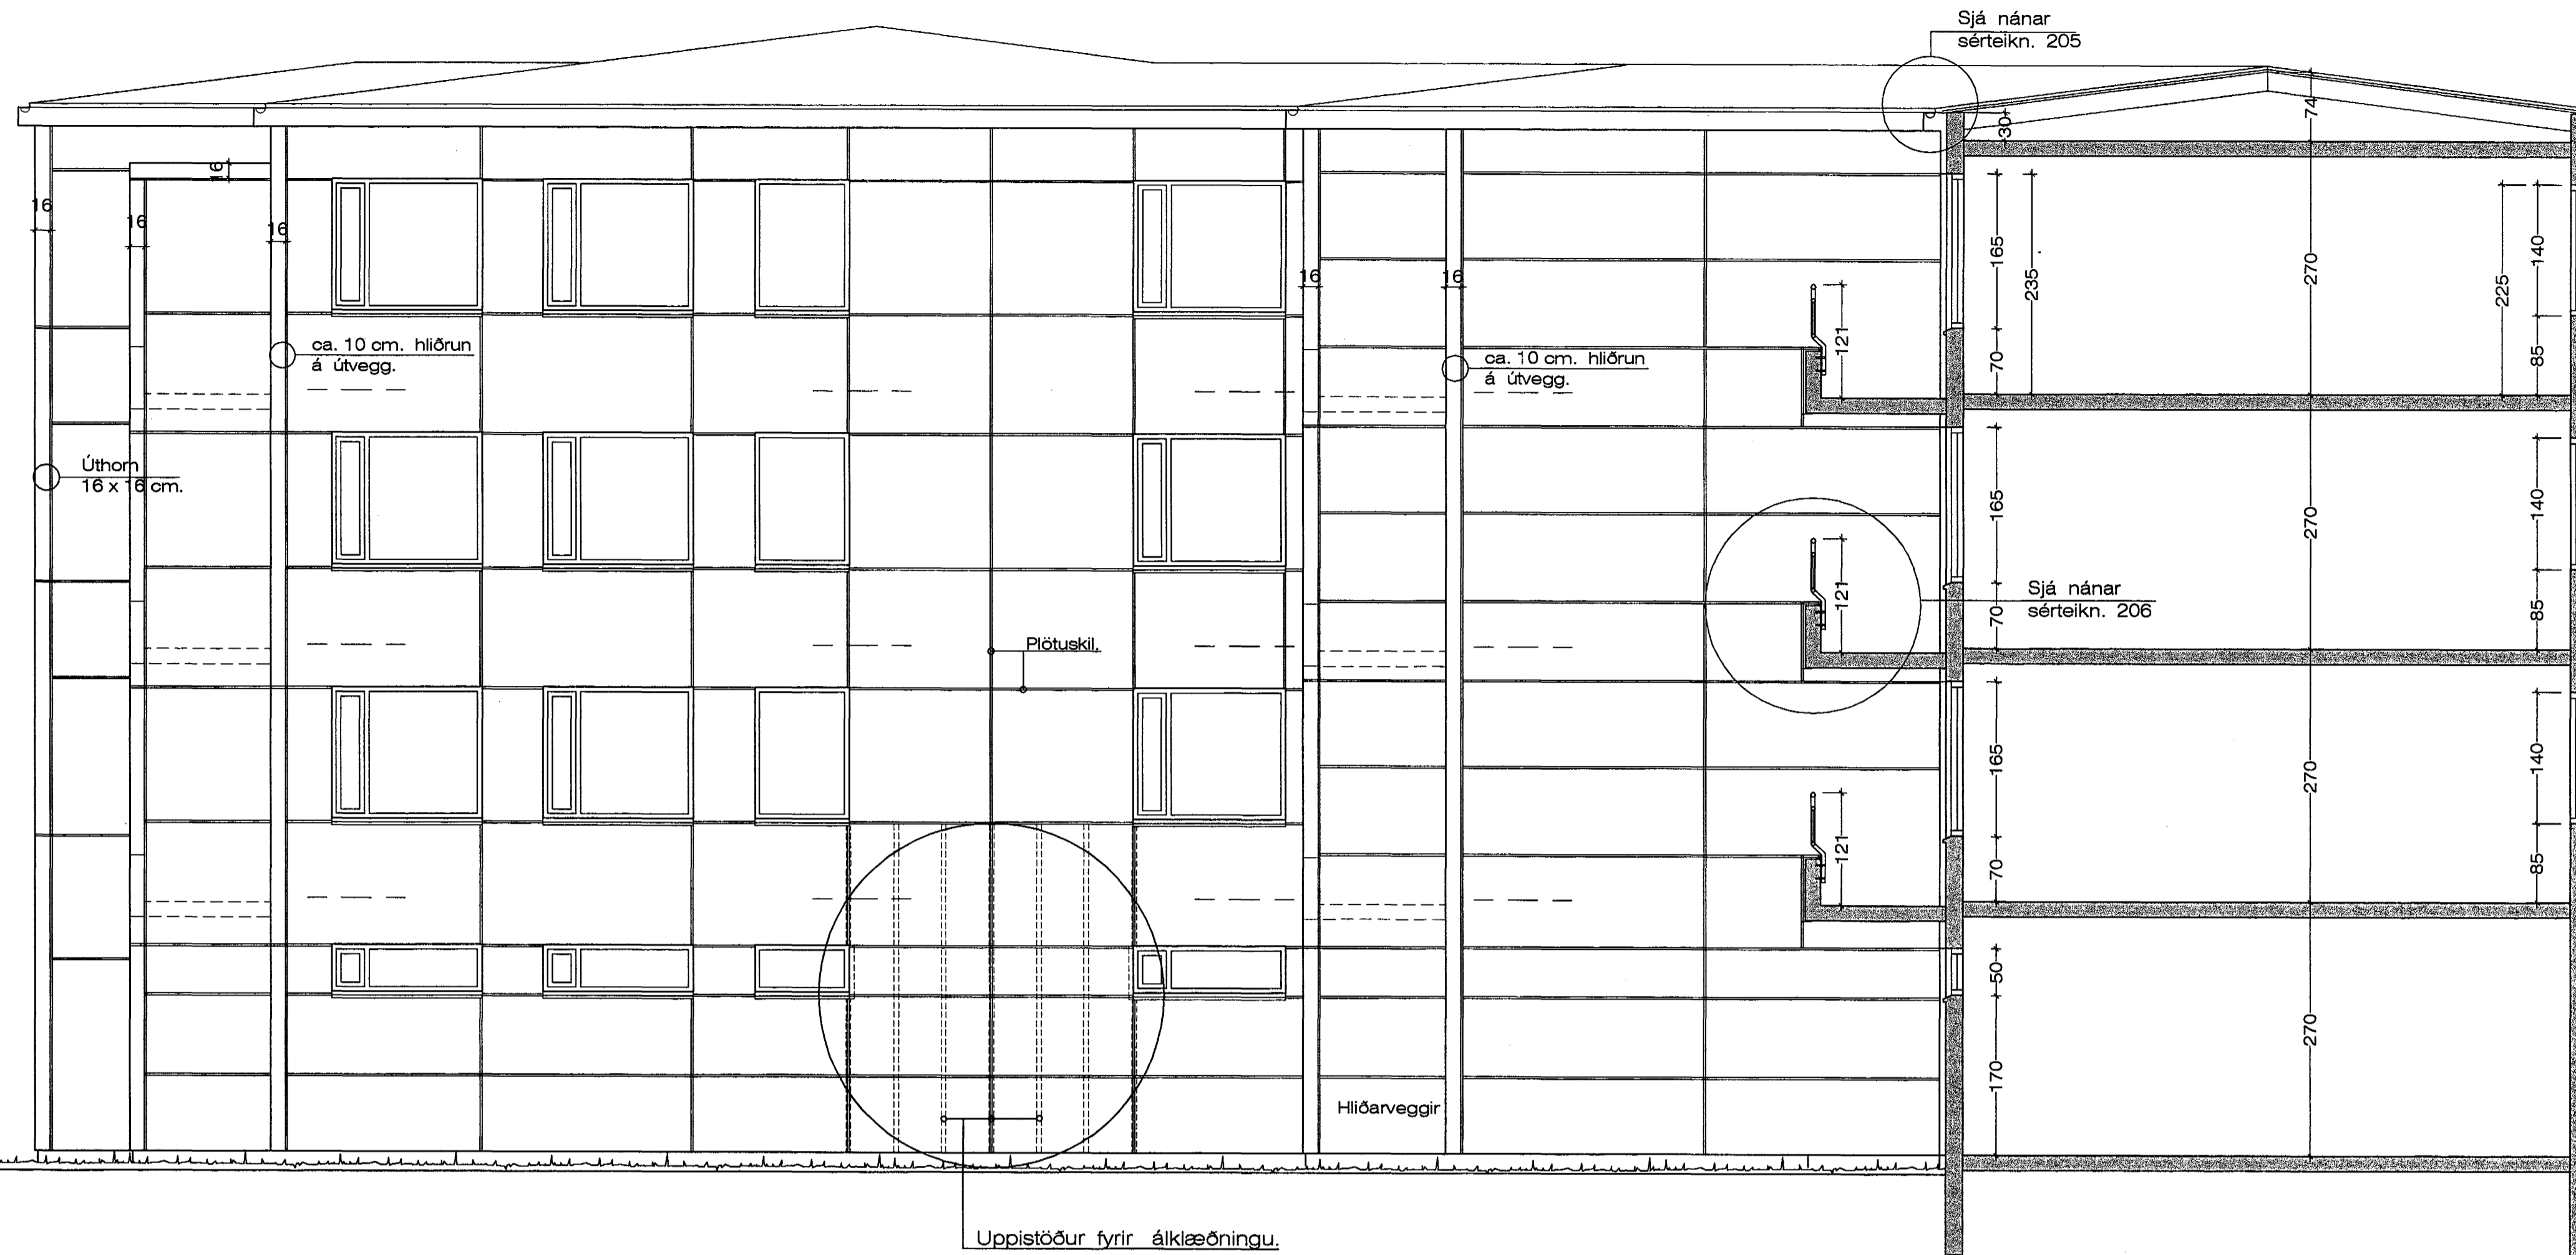 Sjá nánar
sérteikn. 205
74
30
16
16
16
16
16
16
165
235
270
225
140
121
70
85
ca. 10 cm. hliðrun
á útvegg.
ca. 10 cm. hliðrun
á útvegg.
Úthorn
16 x 16 cm.
165
270
140
121
70
85
Sjá nánar
sérteikn. 206
Plötuskil.
165
270
140
121
70
85
50
270
170
Hliðarveggir
Uppistöður fyrir álklæðningu.